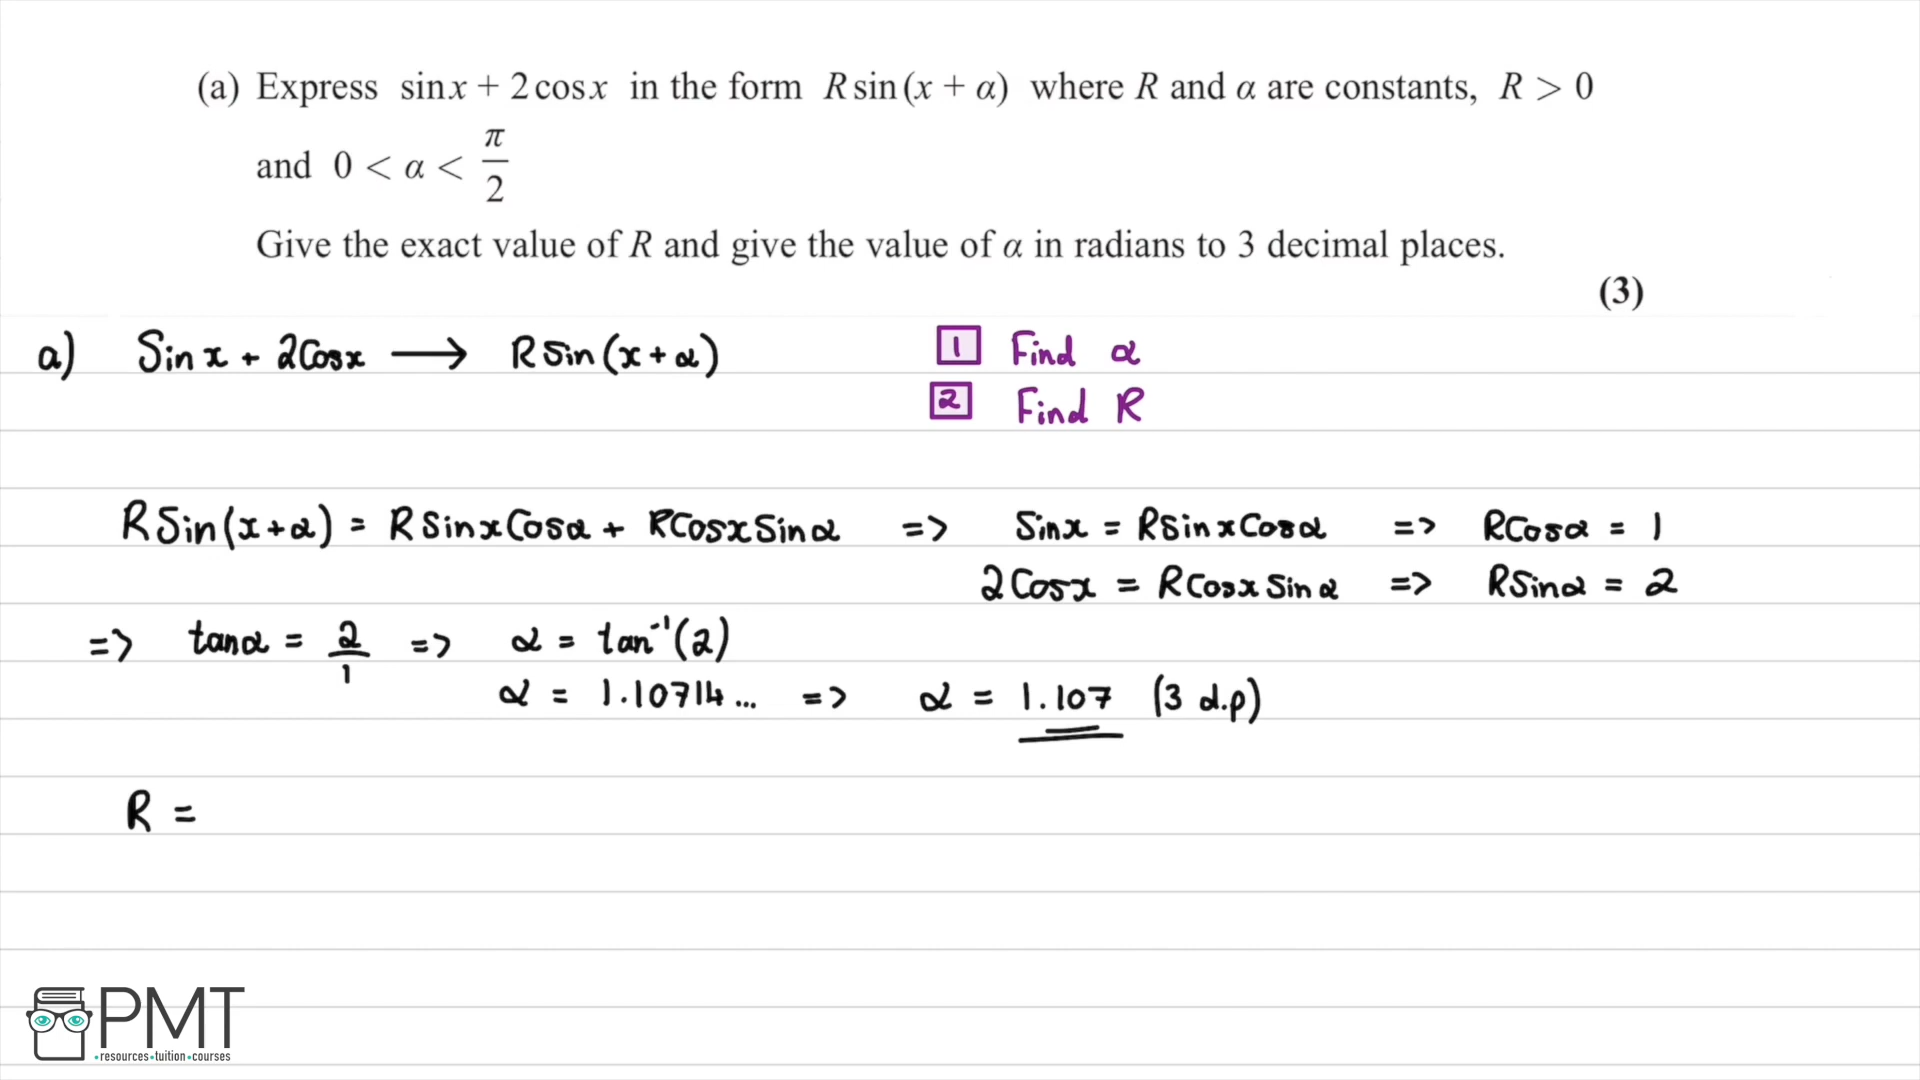 (a) Express sin x + 2 cos x in the form R sin (x + α) where R and α are constants, R > 0
and 0 < α < π/2
Give the exact value of R and give the value of α in radians to 3 decimal places.
(3)
a) Sin x + 2Cos x ⟶ R Sin (x + α)
1 Find α
2 Find R
R Sin(x+α) = R Sin x Cos α + R Cos x Sin α => Sin x = R Sin x Cos α => R Cos α = 1
2 Cos x = R Cos x Sin α => R Sin α = 2
=> tan α = 2/1 => α = tan⁻¹(2)
α = 1.10714... => α = 1.107 (3 d.p)
R =
PMT
•resources•tuition•courses